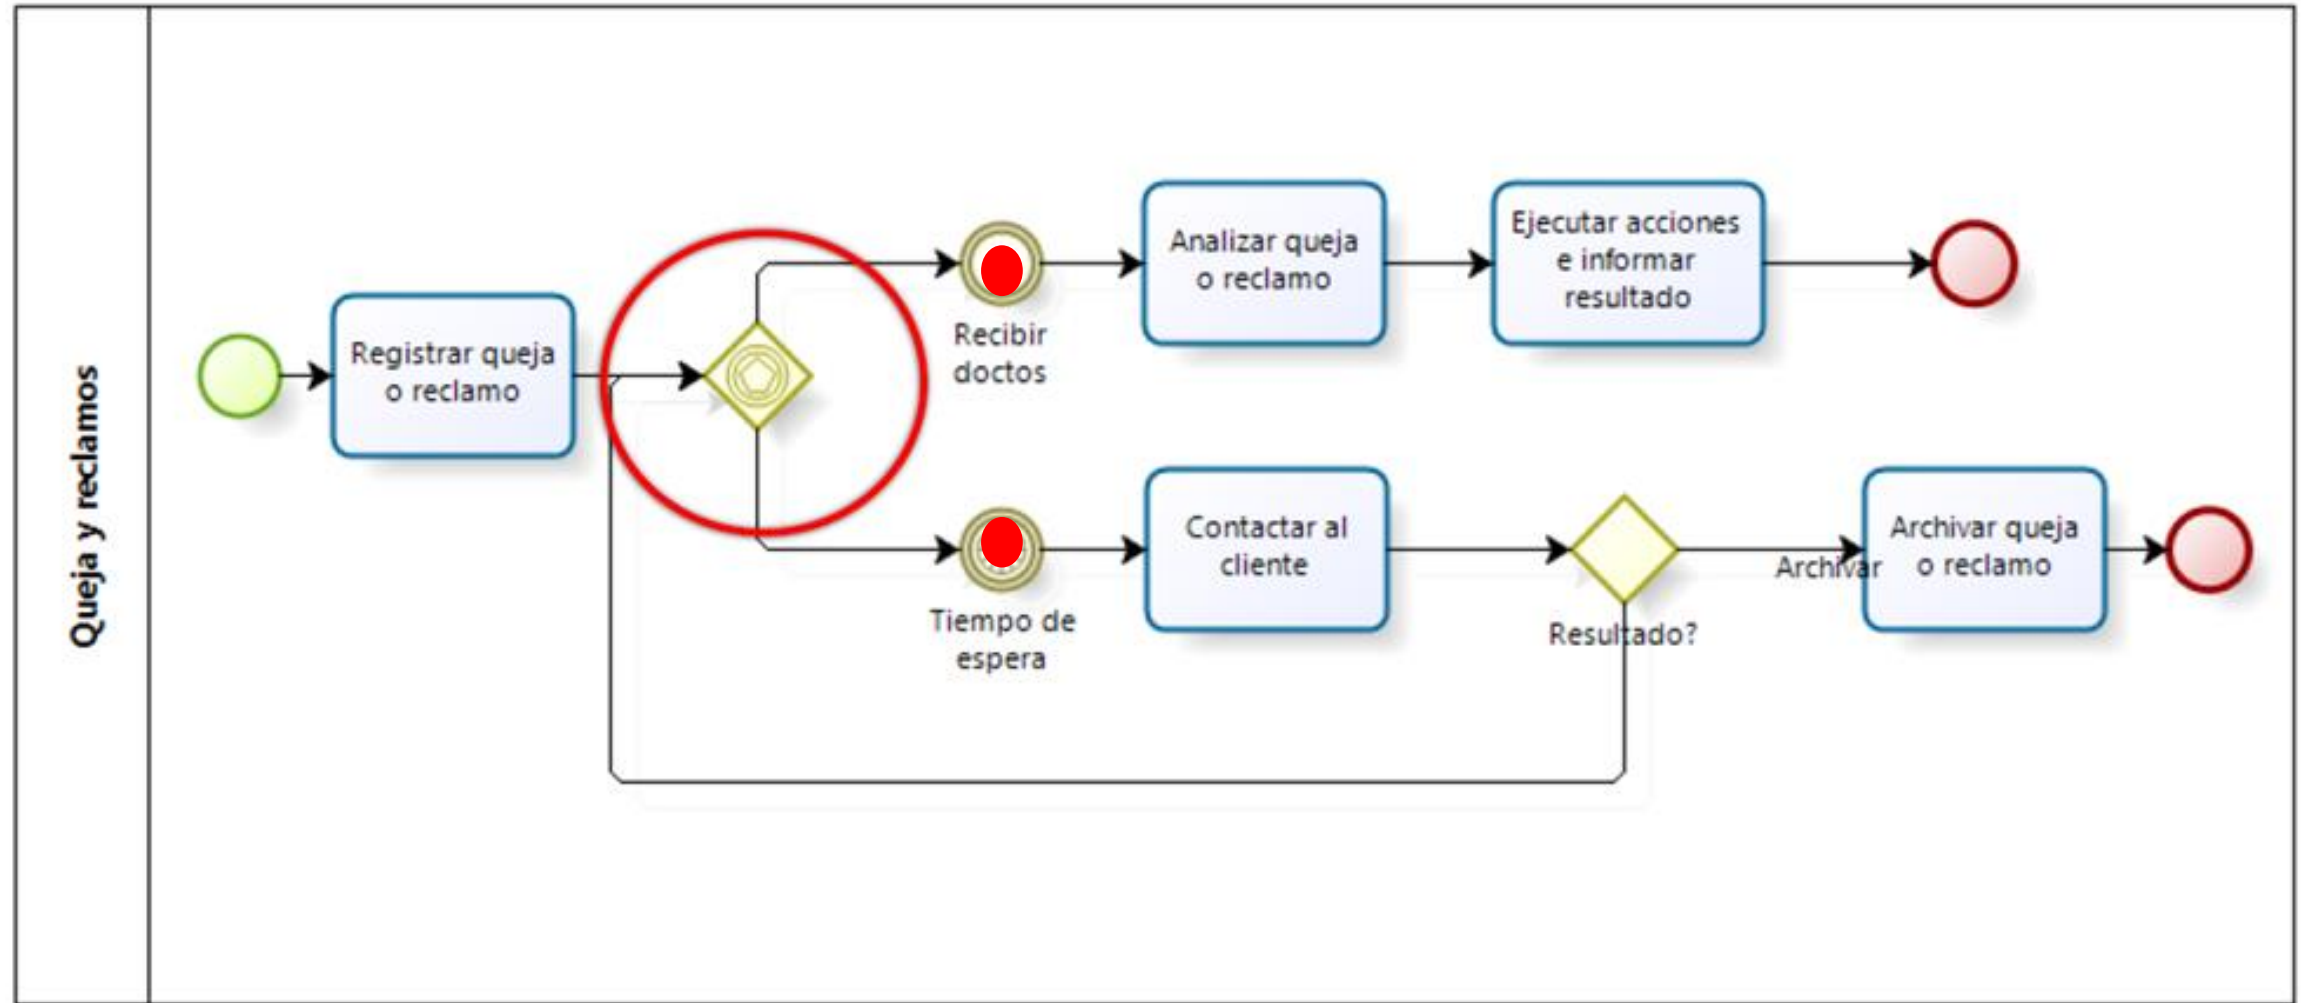 Queja y reclamos
Registrar queja
o reclamo
Recibir
doctos
Analizar queja
o reclamo
Ejecutar acciones
e informar
resultado
Tiempo de
espera
Contactar al
cliente
Resultado?
Archivar
Archivar queja
o reclamo